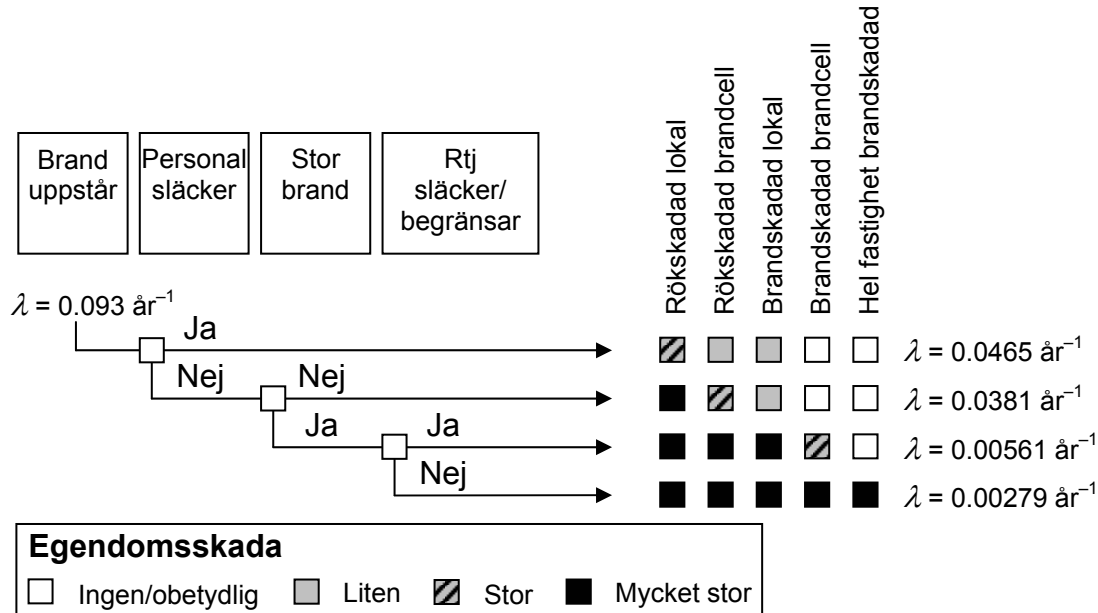 Brand
uppstår
Personal
släcker
Stor
brand
Rtj
släcker/
begränsar
Rökskadad lokal
Rökskadad brandcell
Brandskadad lokal
Brandskadad brandcell
Hel fastighet brandskadad
λ = 0.093 år⁻¹
Ja
λ = 0.0465 år⁻¹
Nej Nej
λ = 0.0381 år⁻¹
Ja Ja
λ = 0.00561 år⁻¹
Nej
λ = 0.00279 år⁻¹
Egendomsskada
Ingen/obetydlig Liten Stor Mycket stor